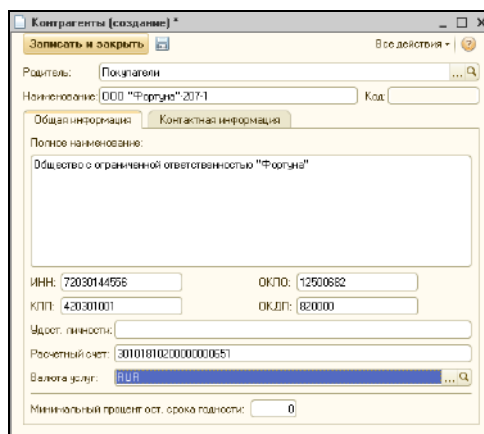 Контрагенты (создание) *
Записать и закрыть Все действия
Родитель: Покупатели ...
Наименование: ООО "Фортуна"-207-1 Код:
Общая информация Контактная информация
Полное наименование:
Общество с ограниченной ответственностью "Фортуна"
ИНН: 72030144556 ОКПО: 12500682
КПП: 420301001 ОКДП: 820000
Удост. личности:
Расчетный счет: 30101810200000000651
Валюта услуг: RUR ...
Минимальный процент ост. срока годности: 0